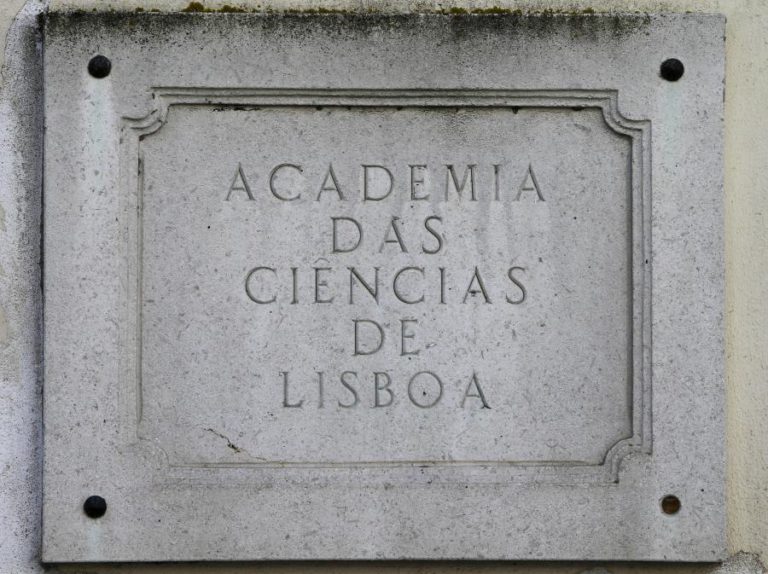 ACADEMIA
DAS
CIÊNCIAS
DE
LISBOA